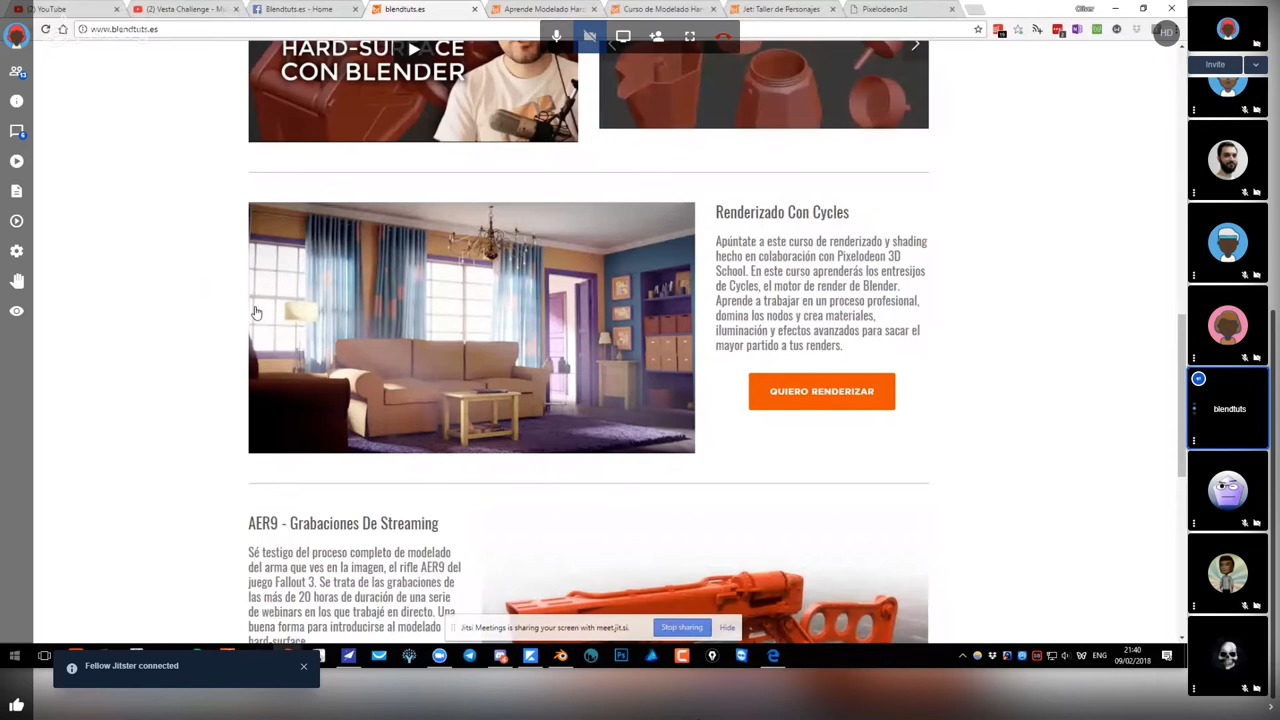 (2) YouTube
(2) Vesta Challenge - Mak
Blendtuts.es - Home
blendtuts.es
Aprende Modelado Hard
Curso de Modelado Hard
Jet: Taller de Personajes
Pixelodeon3d
Oliver
www.blendtuts.es
HD
Invite
HARD-SURFACE
CON BLENDER
Renderizado Con Cycles
Apúntate a este curso de renderizado y shading
hecho en colaboración con Pixelodeon 3D
School. En este curso aprenderás los entresijos
de Cycles, el motor de render de Blender.
Aprende a trabajar en un proceso profesional,
domina los nodos y crea materiales,
iluminación y efectos avanzados para sacar el
mayor partido a tus renders.
QUIERO RENDERIZAR
blendtuts
AER9 - Grabaciones De Streaming
Sé testigo del proceso completo de modelado
del arma que ves en la imagen, el rifle AER9 del
juego Fallout 3. Se trata de las grabaciones de
las más de 20 horas de duración de una serie
de webinars en los que trabajé en directo. Una
buena forma para introducirse al modelado
hard-surface.
Jitsi Meetings is sharing your screen with meet.jit.si.
Stop sharing
Hide
Fellow Jitster connected
ENG
21:40
09/02/2018